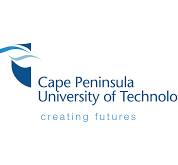 Cape Peninsula
University of Technolo
creating futures